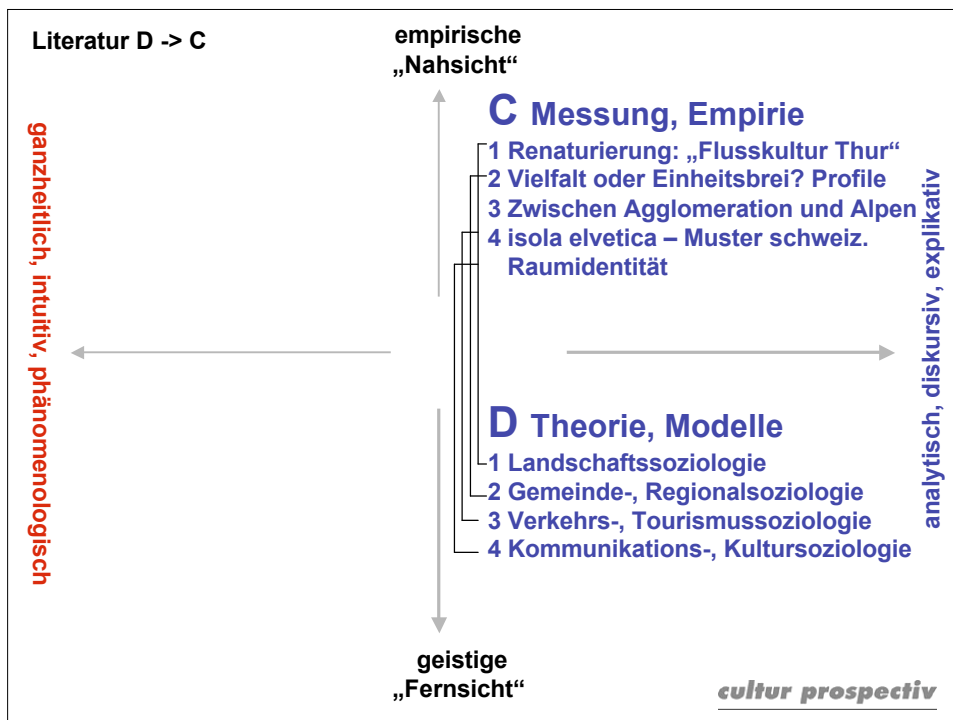 Literatur D -> C
empirische
„Nahsicht“
ganzheitlich, intuitiv, phänomenologisch
C Messung, Empirie
1 Renaturierung: „Flusskultur Thur“
2 Vielfalt oder Einheitsbrei? Profile
3 Zwischen Agglomeration und Alpen
4 isola elvetica – Muster schweiz.
Raumidentität
analytisch, diskursiv, explikativ
D Theorie, Modelle
1 Landschaftssoziologie
2 Gemeinde-, Regionalsoziologie
3 Verkehrs-, Tourismussoziologie
4 Kommunikations-, Kultursoziologie
geistige
„Fernsicht“
cultur prospectiv